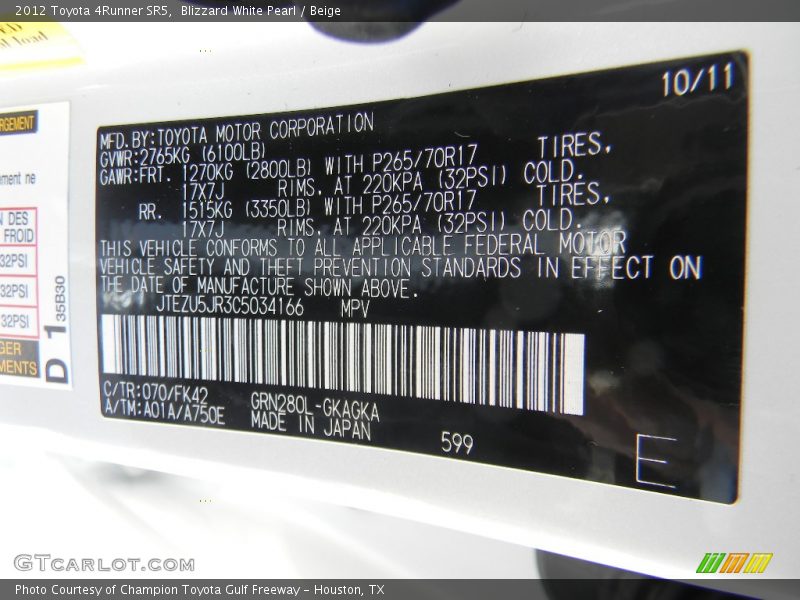 2012 Toyota 4Runner SR5,  Blizzard White Pearl / Beige
10/11
MFD.BY:TOYOTA MOTOR CORPORATION
GVWR:2765KG (6100LB)
GAWR:FRT. 1270KG (2800LB) WITH P265/70R17 TIRES,
17X7J RIMS, AT 220KPA (32PSI) COLD.
RR. 1515KG (3350LB) WITH P265/70R17 TIRES,
17X7J RIMS, AT 220KPA (32PSI) COLD.
THIS VEHICLE CONFORMS TO ALL APPLICABLE FEDERAL MOTOR
VEHICLE SAFETY AND THEFT PREVENTION STANDARDS IN EFFECT ON
THE DATE OF MANUFACTURE SHOWN ABOVE.
JTEZU5JR3C5034166 MPV
C/TR:070/FK42
A/TM:A01A/A750E
GRN280L-GKAGKA
MADE IN JAPAN
599
E
load
ne
DES
FROID
32PSI
32PSI
32PSI
D 1
35B30
GTCARLOT.COM
Photo Courtesy of Champion Toyota Gulf Freeway – Houston, TX